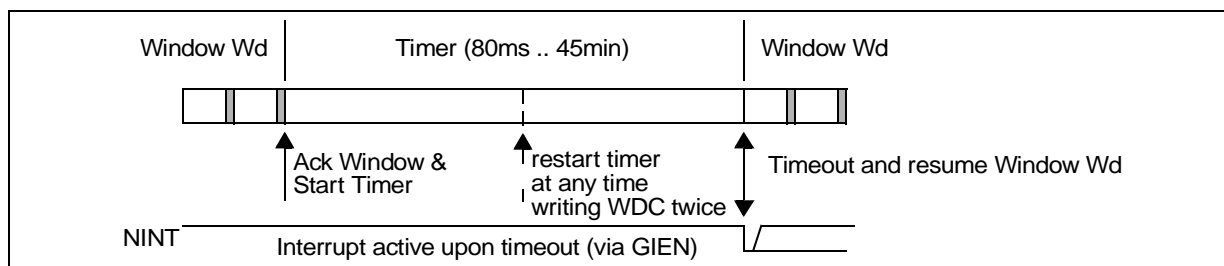 Window Wd
Timer (80ms .. 45min)
Window Wd
Ack Window &
Start Timer
restart timer
at any time
writing WDC twice
Timeout and resume Window Wd
NINT
Interrupt active upon timeout (via GIEN)